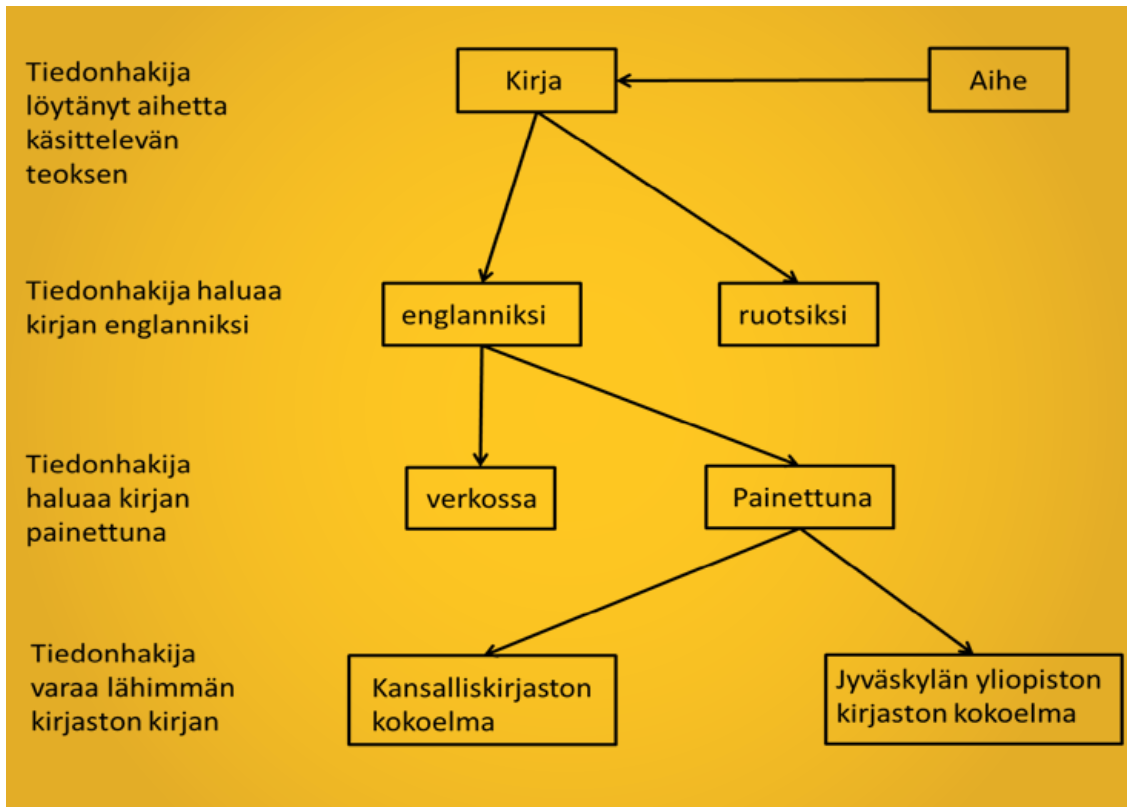 Tiedonhakija
löytänyt aihetta
käsittelevän
teoksen
Kirja
Aihe
Tiedonhakija haluaa
kirjan englanniksi
englanniksi
ruotsiksi
Tiedonhakija
haluaa kirjan
painettuna
verkossa
Painettuna
Tiedonhakija
varaa lähimmän
kirjaston kirjan
Kansalliskirjaston
kokoelma
Jyväskylän yliopiston
kirjaston kokoelma